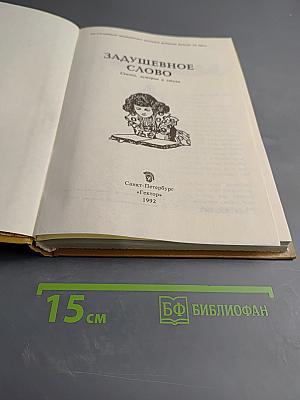 ЗАДУШЕВНОЕ
СЛОВО
Санкт-Петербург
«Гектор»
1992
15 см
БФ БИБЛИОФАН